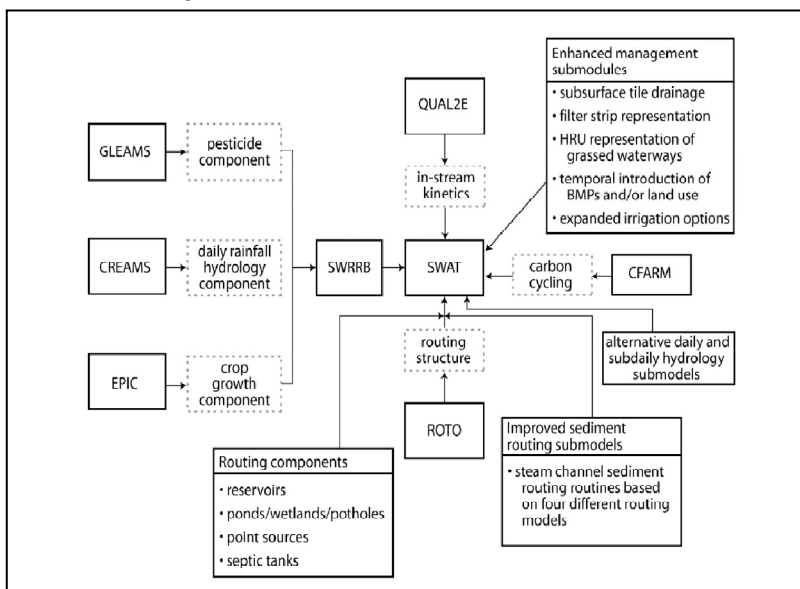 Enhanced management
submodules
• subsurface tile drainage
• filter strip representation
• HRU representation of
grassed waterways
• temporal introduction of
BMPs and/or land use
• expanded irrigation options
QUAL2E
GLEAMS
pesticide
component
in-stream
kinetics
CREAMS
daily rainfall
hydrology
component
SWRRB
SWAT
carbon
cycling
CFARM
routing
structure
alternative daily and
subdaily hydrology
submodels
EPIC
crop
growth
component
ROTO
Improved sediment
routing submodels
• steam channel sediment
routing routines based
on four different routing
models
Routing components
• reservoirs
• ponds/wetlands/potholes
• point sources
• septic tanks